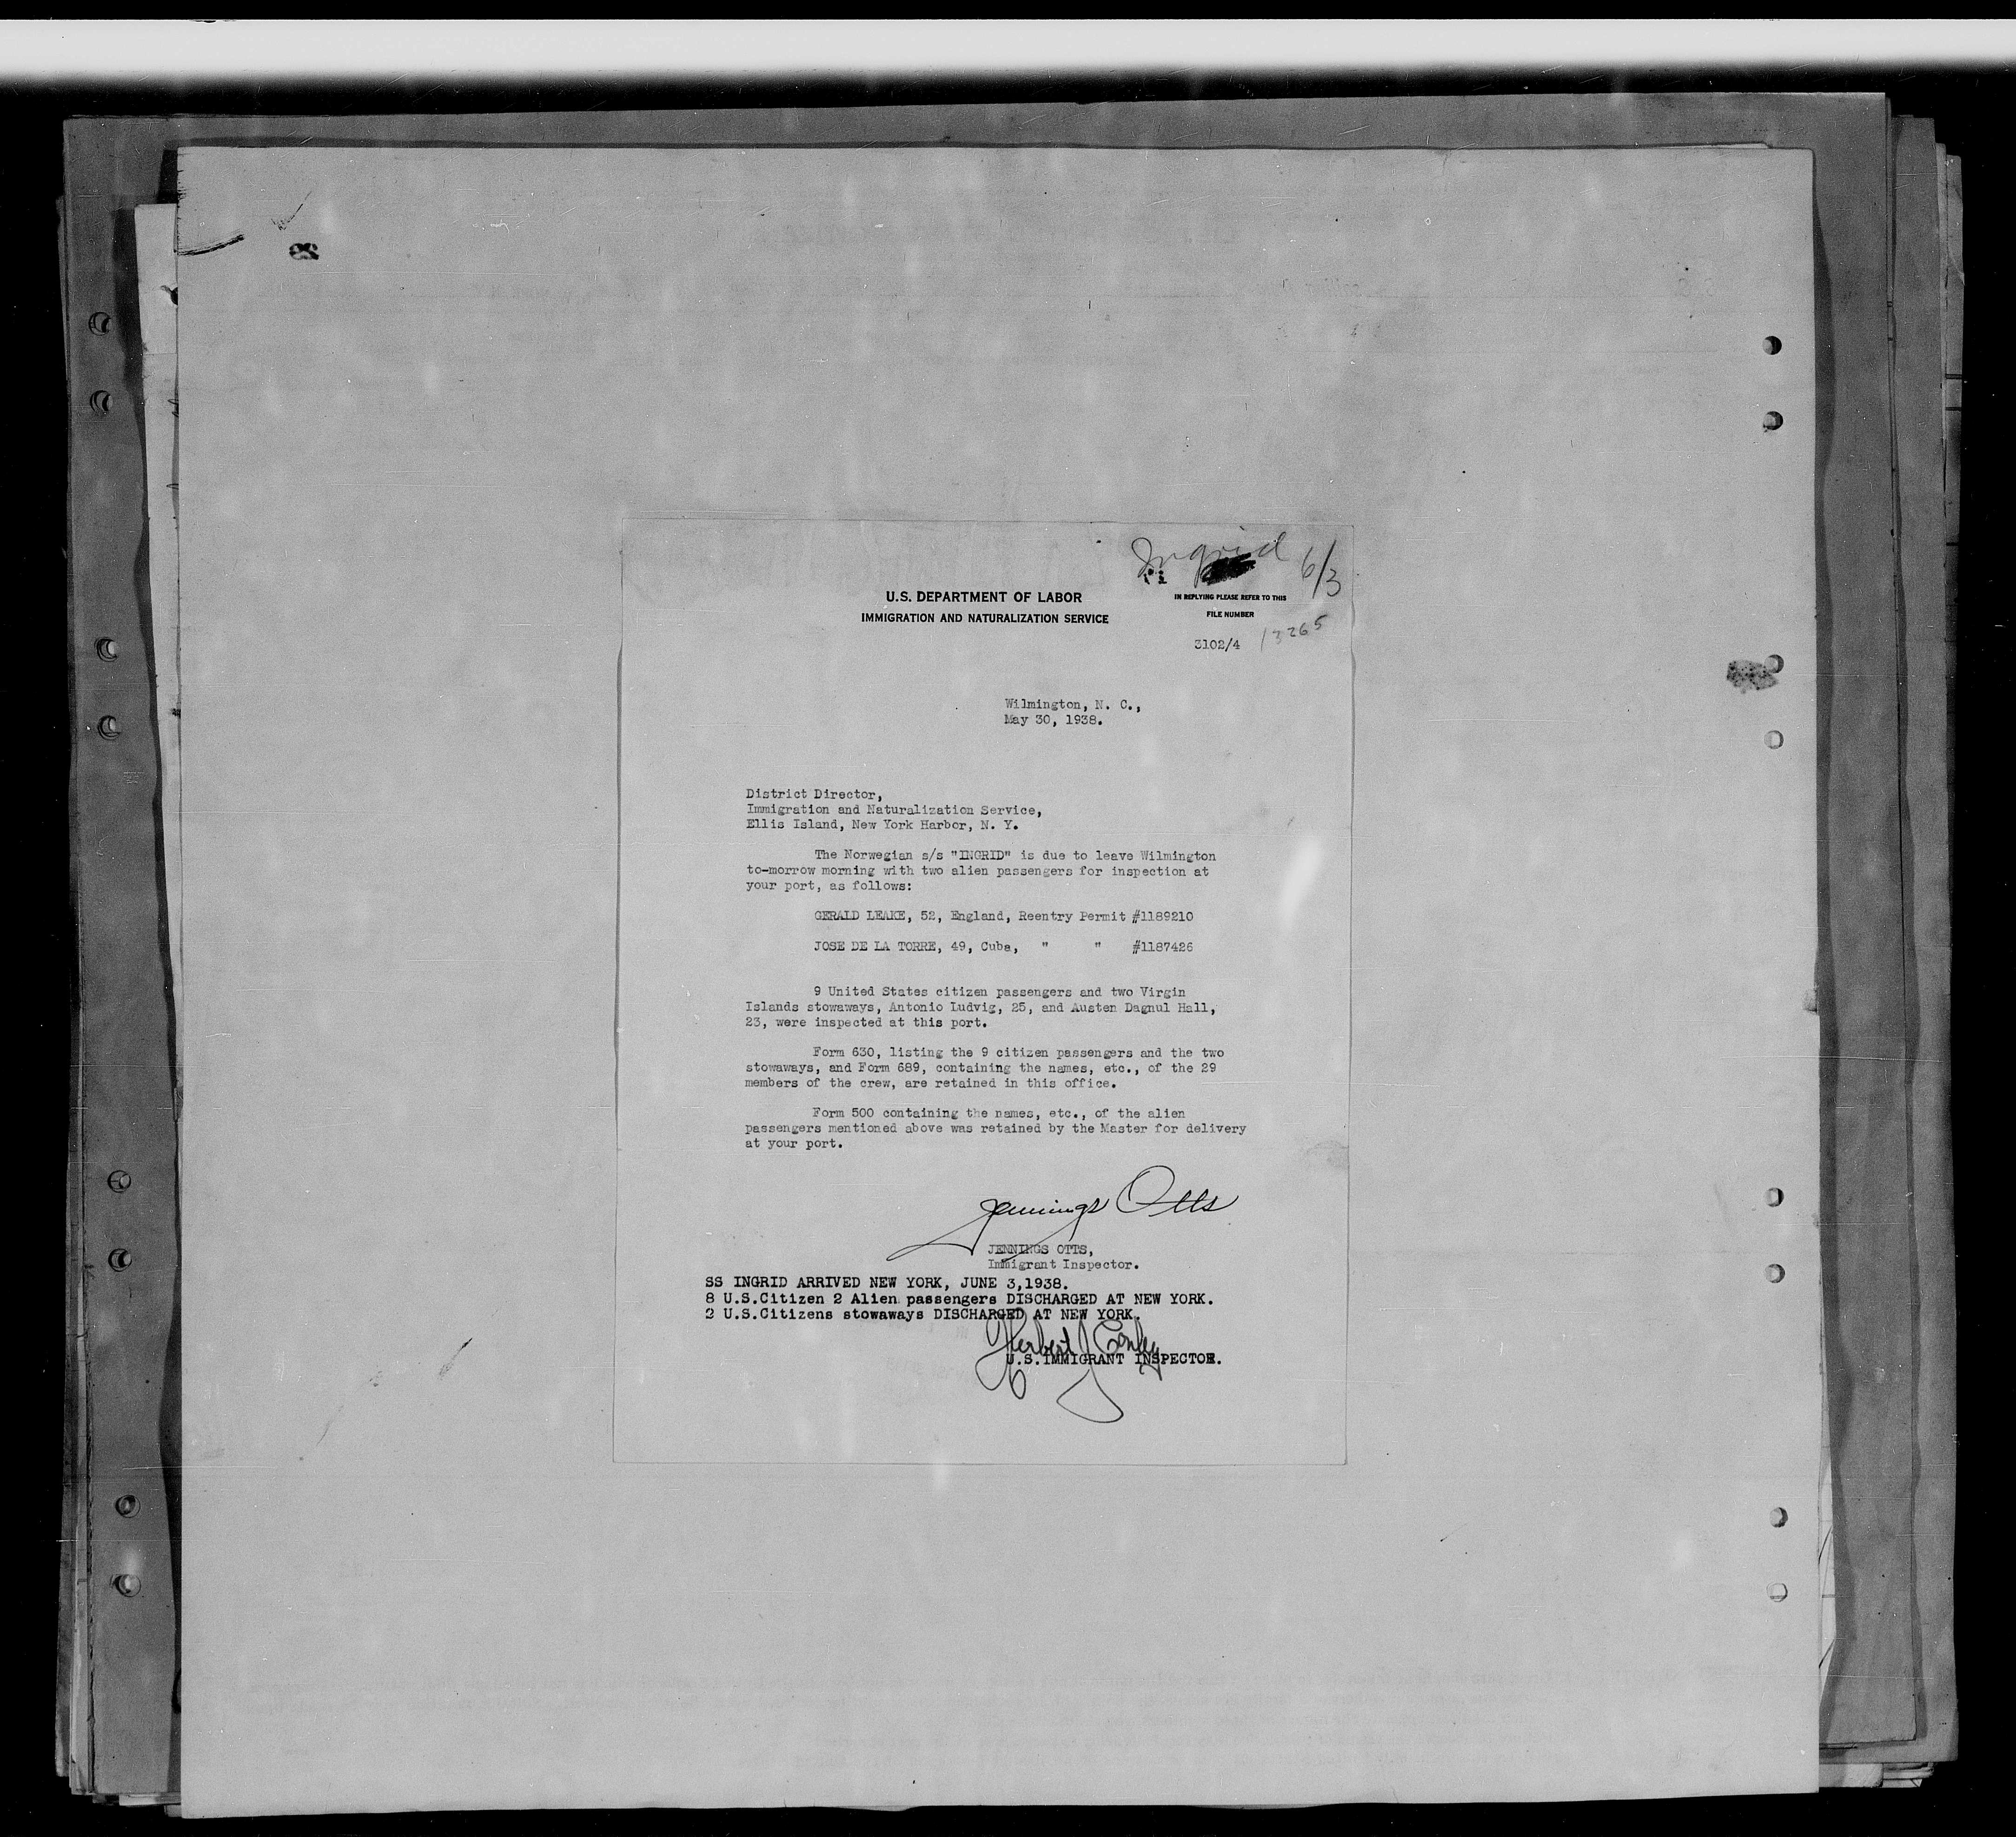 Ingrid 6/3
U.S. DEPARTMENT OF LABOR
IMMIGRATION AND NATURALIZATION SERVICE
IN REPLYING PLEASE REFER TO THIS
FILE NUMBER
3102/4 13265
Wilmington, N. C.,
May 30, 1938.
District Director,
Immigration and Naturalization Service,
Ellis Island, New York Harbor, N. Y.
The Norwegian s/s "INGRID" is due to leave Wilmington
to-morrow morning with two alien passengers for inspection at
your port, as follows:
GERALD LEAKE, 52, England, Reentry Permit #1189210
JOSE DE LA TORRE, 49, Cuba, " " #1187426
9 United States citizen passengers and two Virgin
Islands stowaways, Antonio Ludvig, 25, and Austen Dagnul Hall,
23, were inspected at this port.
Form 630, listing the 9 citizen passengers and the two
stowaways, and Form 689, containing the names, etc., of the 29
members of the crew, are retained in this office.
Form 500 containing the names, etc., of the alien
passengers mentioned above was retained by the Master for delivery
at your port.
Jennings Otts
JENNINGS OTTS,
Immigrant Inspector.
SS INGRID ARRIVED NEW YORK, JUNE 3,1938.
8 U.S.Citizen 2 Alien passengers DISCHARGED AT NEW YORK.
2 U.S.Citizens stowaways DISCHARGED AT NEW YORK.
Herbert J Conley
U.S.IMMIGRANT INSPECTOR.